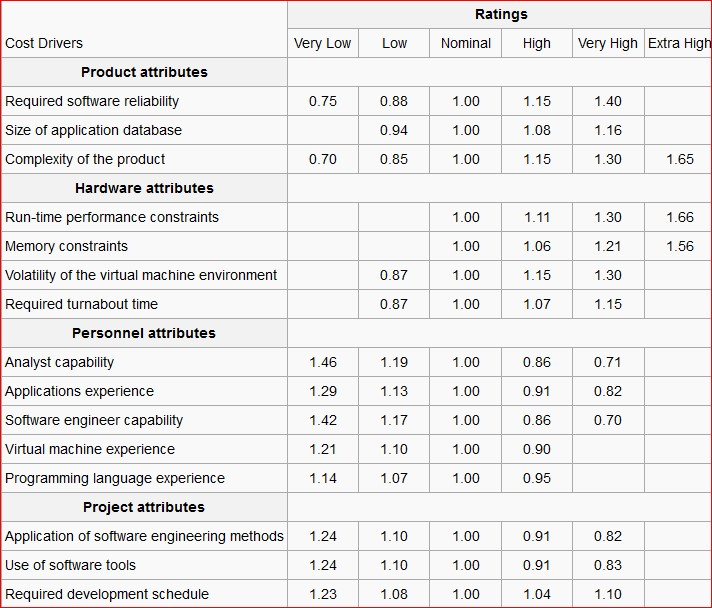 Ratings
Cost Drivers Very Low Low Nominal High Very High Extra High
Product attributes
Required software reliability 0.75 0.88 1.00 1.15 1.40
Size of application database 0.94 1.00 1.08 1.16
Complexity of the product 0.70 0.85 1.00 1.15 1.30 1.65
Hardware attributes
Run-time performance constraints 1.00 1.11 1.30 1.66
Memory constraints 1.00 1.06 1.21 1.56
Volatility of the virtual machine environment 0.87 1.00 1.15 1.30
Required turnabout time 0.87 1.00 1.07 1.15
Personnel attributes
Analyst capability 1.46 1.19 1.00 0.86 0.71
Applications experience 1.29 1.13 1.00 0.91 0.82
Software engineer capability 1.42 1.17 1.00 0.86 0.70
Virtual machine experience 1.21 1.10 1.00 0.90
Programming language experience 1.14 1.07 1.00 0.95
Project attributes
Application of software engineering methods 1.24 1.10 1.00 0.91 0.82
Use of software tools 1.24 1.10 1.00 0.91 0.83
Required development schedule 1.23 1.08 1.00 1.04 1.10